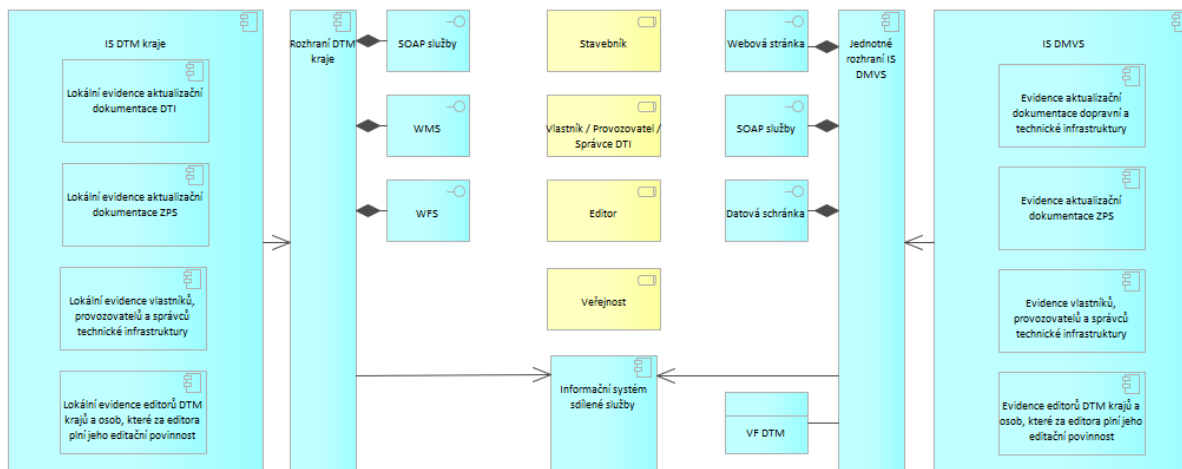 IS DTM kraje
Lokální evidence aktualizační
dokumentace DTI
Lokální evidence aktualizační
dokumentace ZPS
Lokální evidence vlastníků,
provozovatelů a správců
technické infrastruktury
Lokální evidence editorů DTM
krajů a osob, které za editora
plní jeho editační povinnost
Rozhraní DTM
kraje
SOAP služby
WMS
WFS
Stavebník
Vlastník / Provozovatel /
Správce DTI
Editor
Veřejnost
Informační systém
sdílené služby
Webová stránka
SOAP služby
Datová schránka
VF DTM
Jednotné
rozhraní IS
DMVS
IS DMVS
Evidence aktualizační
dokumentace dopravní a
technické infrastruktury
Evidence aktualizační
dokumentace ZPS
Evidence vlastníků,
provozovatelů a správců
technické infrastruktury
Evidence editorů DTM krajů a
osob, které za editora plní jeho
editační povinnost